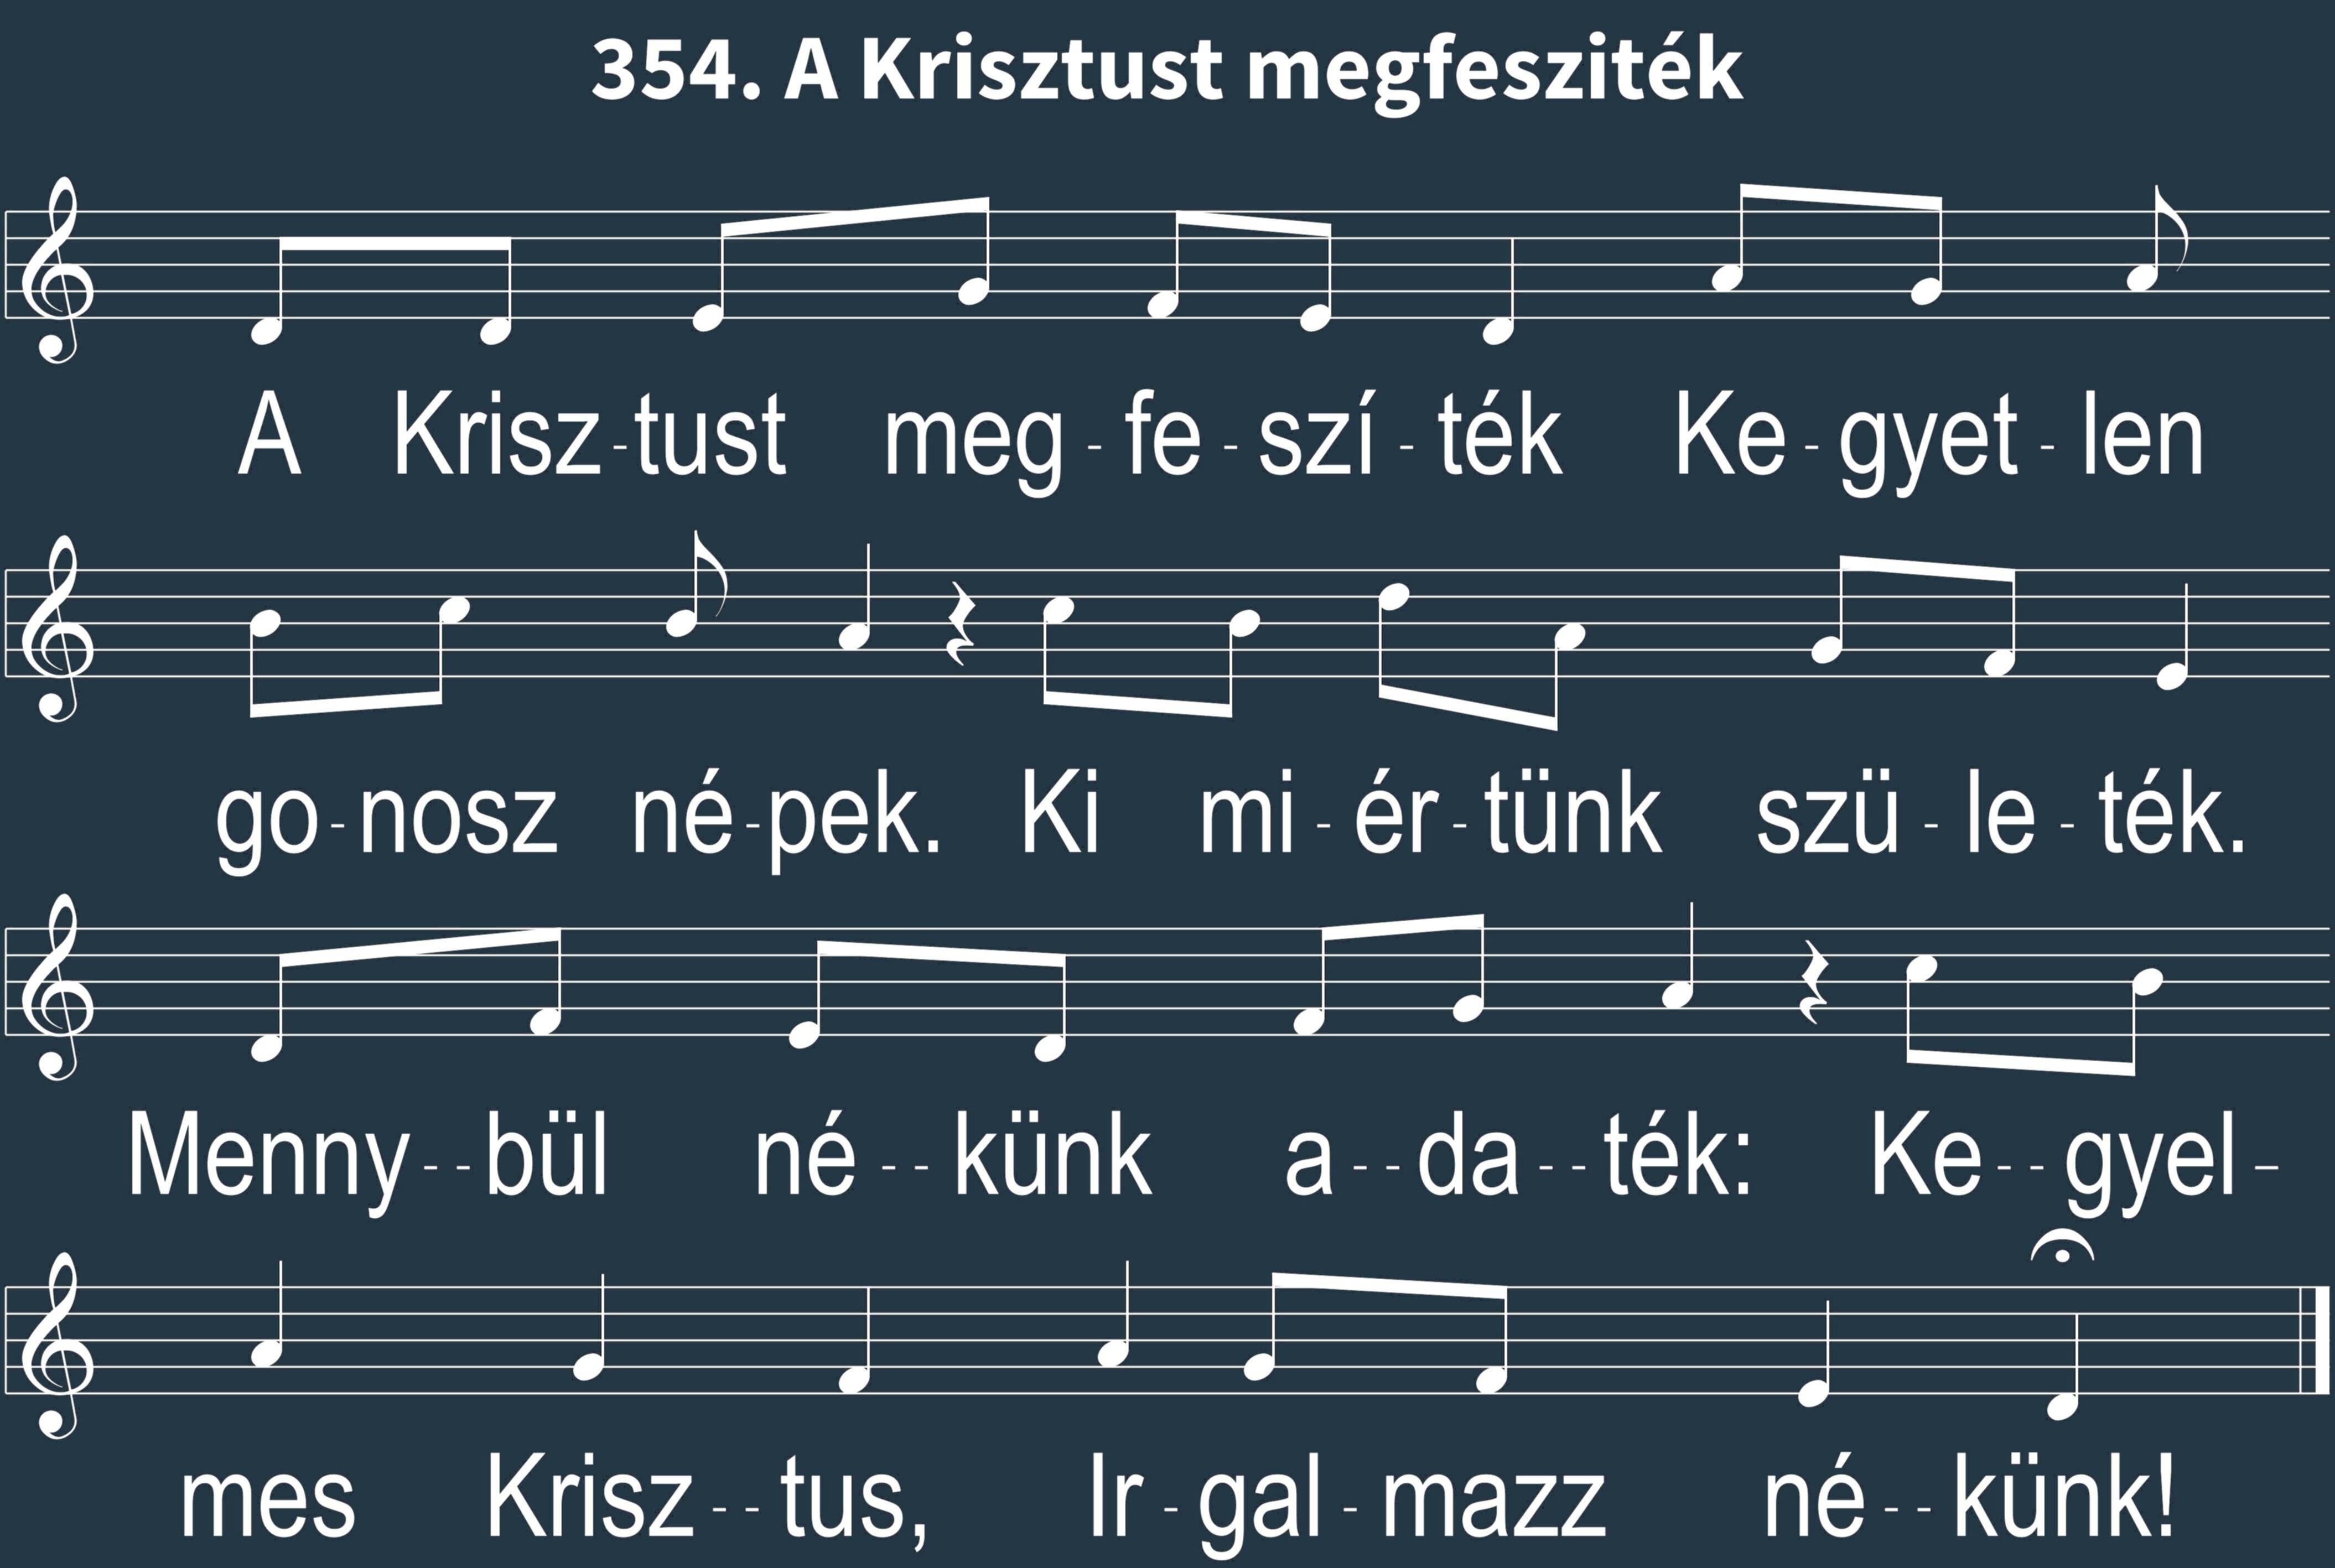 354. A Krisztust megfesziték
A Krisz-tust meg-fe-szí-ték Ke-gyet-len
go-nosz né-pek. Ki mi-ér-tünk szü-le-ték.
Menny--bül né--künk a--da--ték: Ke--gyel-
mes Krisz--tus, Ir-gal-mazz né--künk!